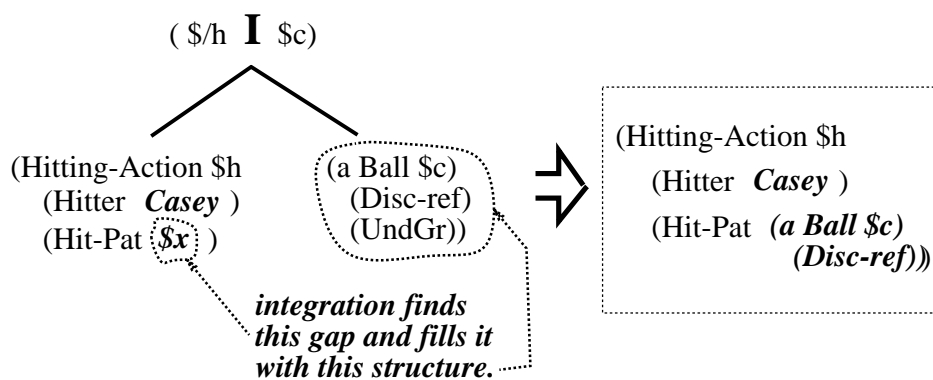 ( $/h I $c)
(Hitting-Action $h
(Hitter Casey )
(Hit-Pat $x )
(a Ball $c)
(Disc-ref)
(UndGr))
integration finds
this gap and fills it
with this structure.
(Hitting-Action $h
(Hitter Casey )
(Hit-Pat (a Ball $c)
(Disc-ref)))